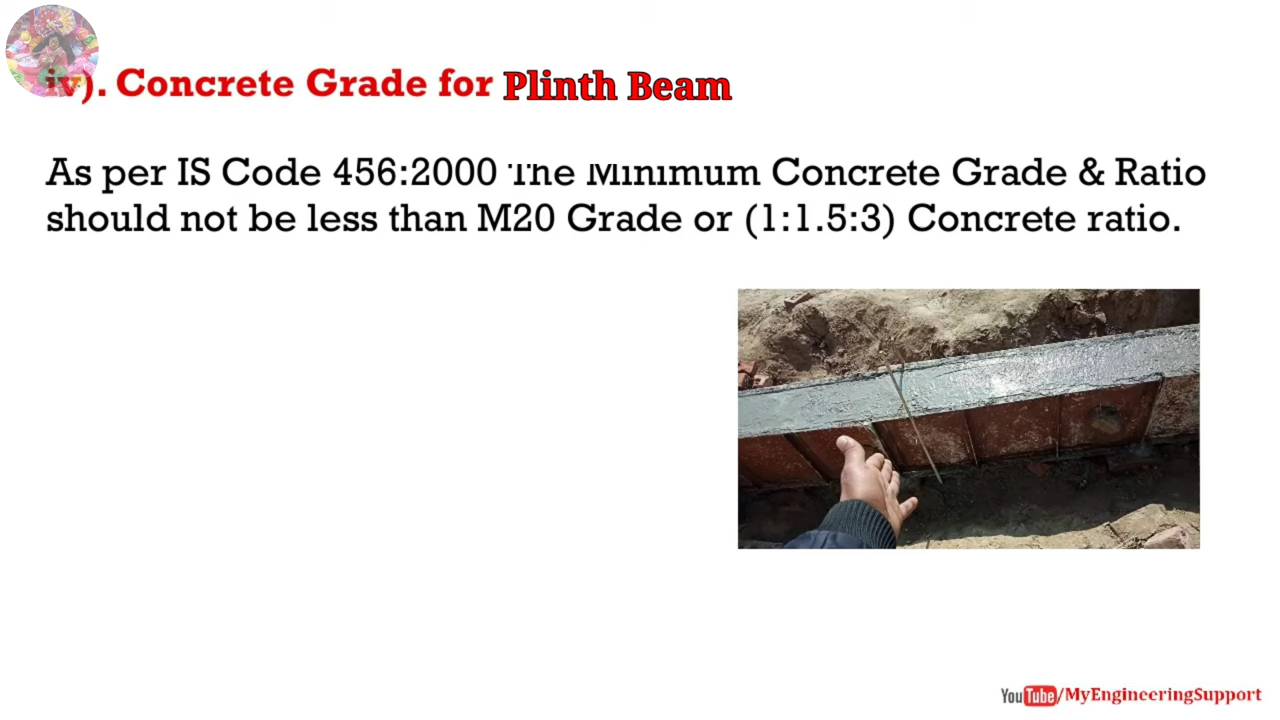 iv). Concrete Grade for Plinth Beam
As per IS Code 456:2000 The Minimum Concrete Grade & Ratio
should not be less than M20 Grade or (1:1.5:3) Concrete ratio.
YouTube/MyEngineeringSupport